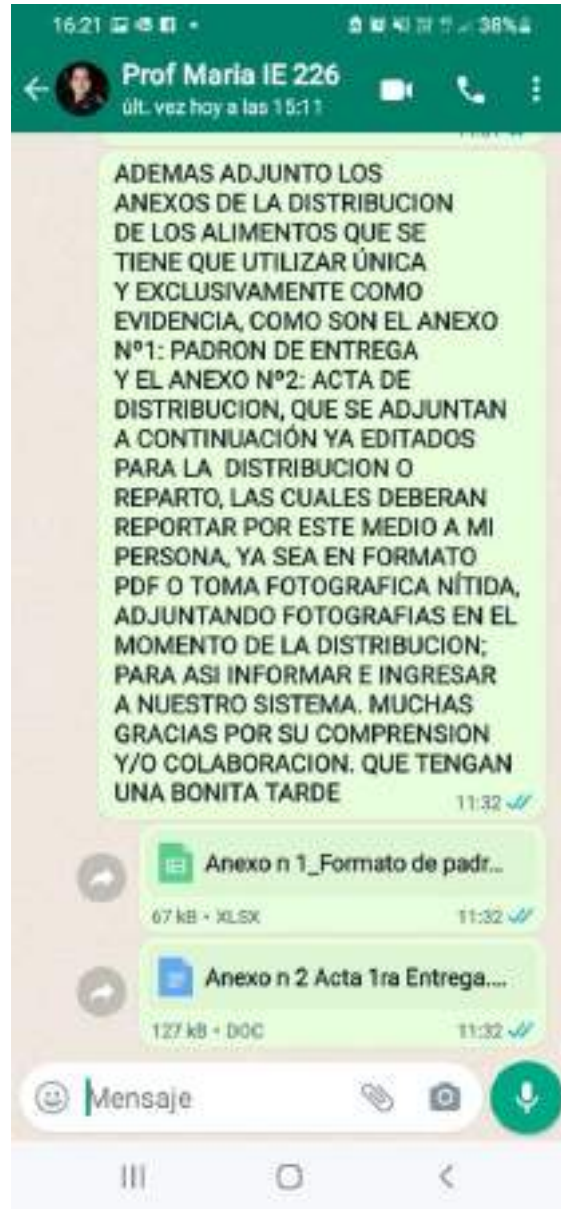 16:21 38%
Prof Maria IE 226
últ. vez hoy a las 15:11
ADEMAS ADJUNTO LOS
ANEXOS DE LA DISTRIBUCION
DE LOS ALIMENTOS QUE SE
TIENE QUE UTILIZAR ÚNICA
Y EXCLUSIVAMENTE COMO
EVIDENCIA, COMO SON EL ANEXO
Nº1: PADRON DE ENTREGA
Y EL ANEXO Nº2: ACTA DE
DISTRIBUCION, QUE SE ADJUNTAN
A CONTINUACIÓN YA EDITADOS
PARA LA DISTRIBUCION O
REPARTO, LAS CUALES DEBERAN
REPORTAR POR ESTE MEDIO A MI
PERSONA, YA SEA EN FORMATO
PDF O TOMA FOTOGRAFICA NÍTIDA,
ADJUNTANDO FOTOGRAFIAS EN EL
MOMENTO DE LA DISTRIBUCION;
PARA ASI INFORMAR E INGRESAR
A NUESTRO SISTEMA. MUCHAS
GRACIAS POR SU COMPRENSION
Y/O COLABORACION. QUE TENGAN
UNA BONITA TARDE 11:32
Anexo n 1_Formato de padr...
67 kB • XLSX 11:32
Anexo n 2 Acta 1ra Entrega....
127 kB • DOC 11:32
Mensaje